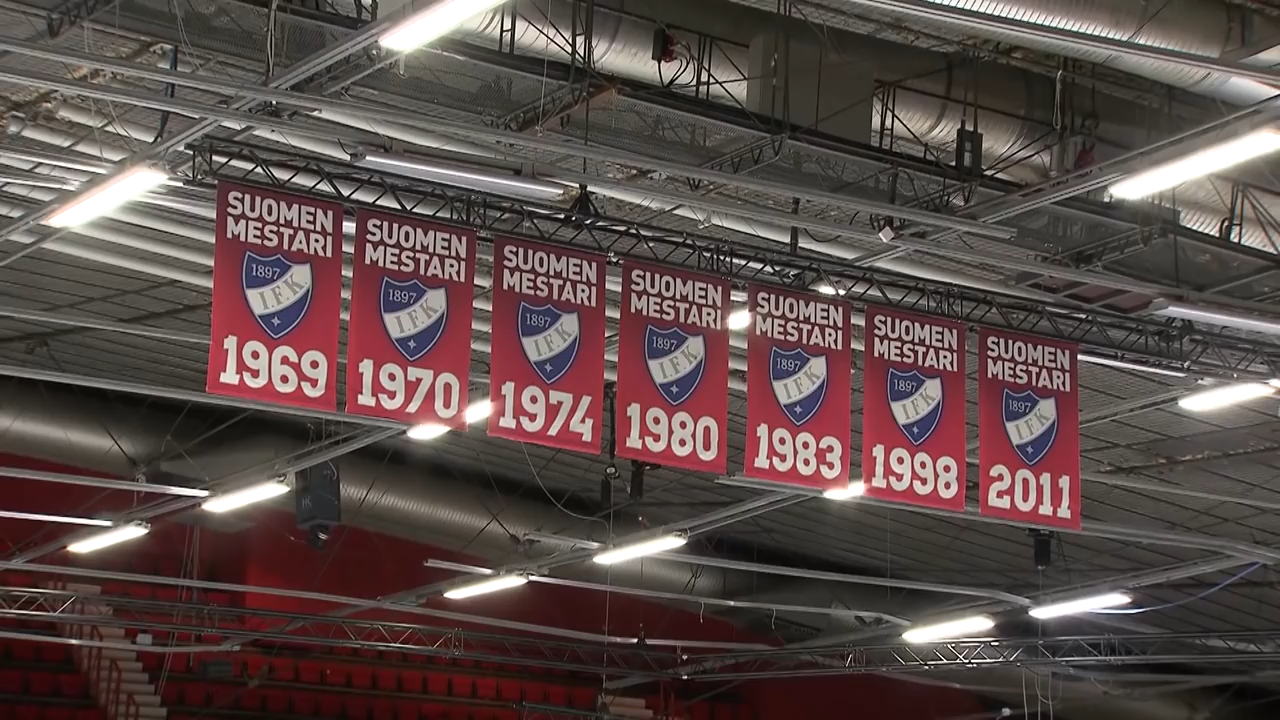 SUOMEN
MESTARI
1897
IFK
1969
SUOMEN
MESTARI
1897
IFK
1970
SUOMEN
MESTARI
1897
IFK
1974
SUOMEN
MESTARI
1897
IFK
1980
SUOMEN
MESTARI
1897
IFK
1983
SUOMEN
MESTARI
1897
IFK
1998
SUOMEN
MESTARI
1897
IFK
2011